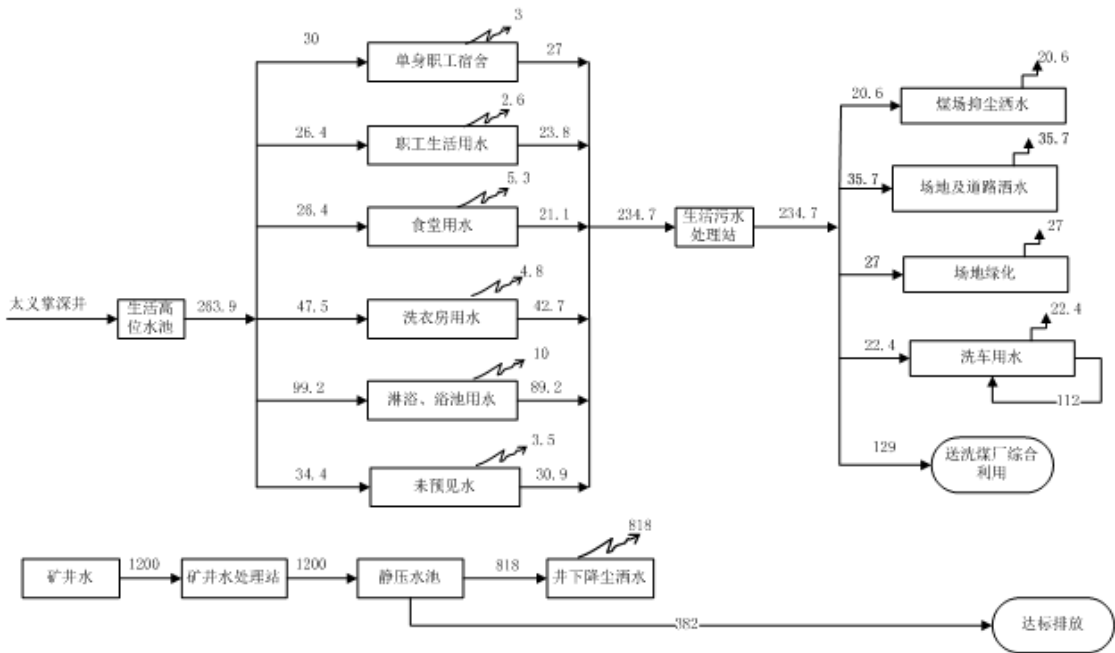 3
30
单身职工宿舍
27
20.6
2.6
20.6
煤场抑尘洒水
26.4
职工生活用水
23.8
35.7
5.3
35.7
场地及道路洒水
26.4
食堂用水
21.1
234.7
生活污水
处理站
234.7
27
27
场地绿化
4.8
太义掌深井
生活高
位水池
263.9
47.5
洗衣房用水
42.7
22.4
22.4
洗车用水
10
99.2
淋浴、浴池用水
89.2
112
3.5
129
送洗煤厂综合
利用
34.4
未预见水
30.9
818
矿井水
1200
矿井水处理站
1200
静压水池
818
井下降尘洒水
382
达标排放